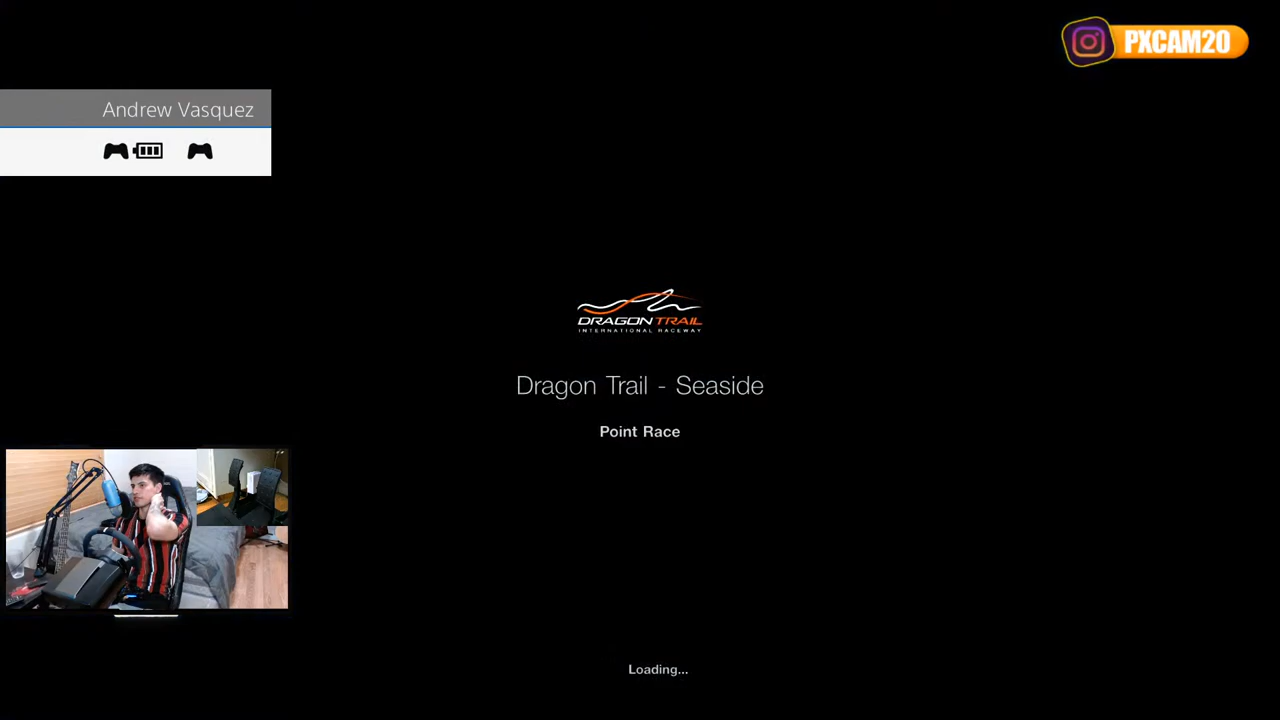 PXCAM20
Andrew Vasquez
DRAGON TRAIL
INTERNATIONAL RACEWAY
Dragon Trail - Seaside
Point Race
Loading...